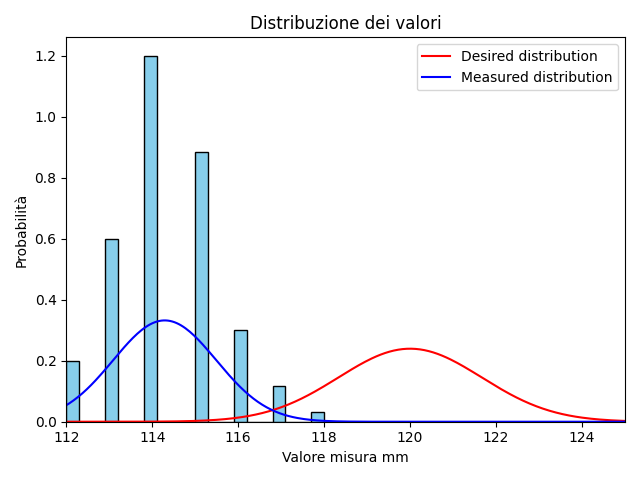 Distribuzione dei valori
Desired distribution
Measured distribution
Probabilità
1.2
1.0
0.8
0.6
0.4
0.2
0.0
112 114 116 118 120 122 124
Valore misura mm